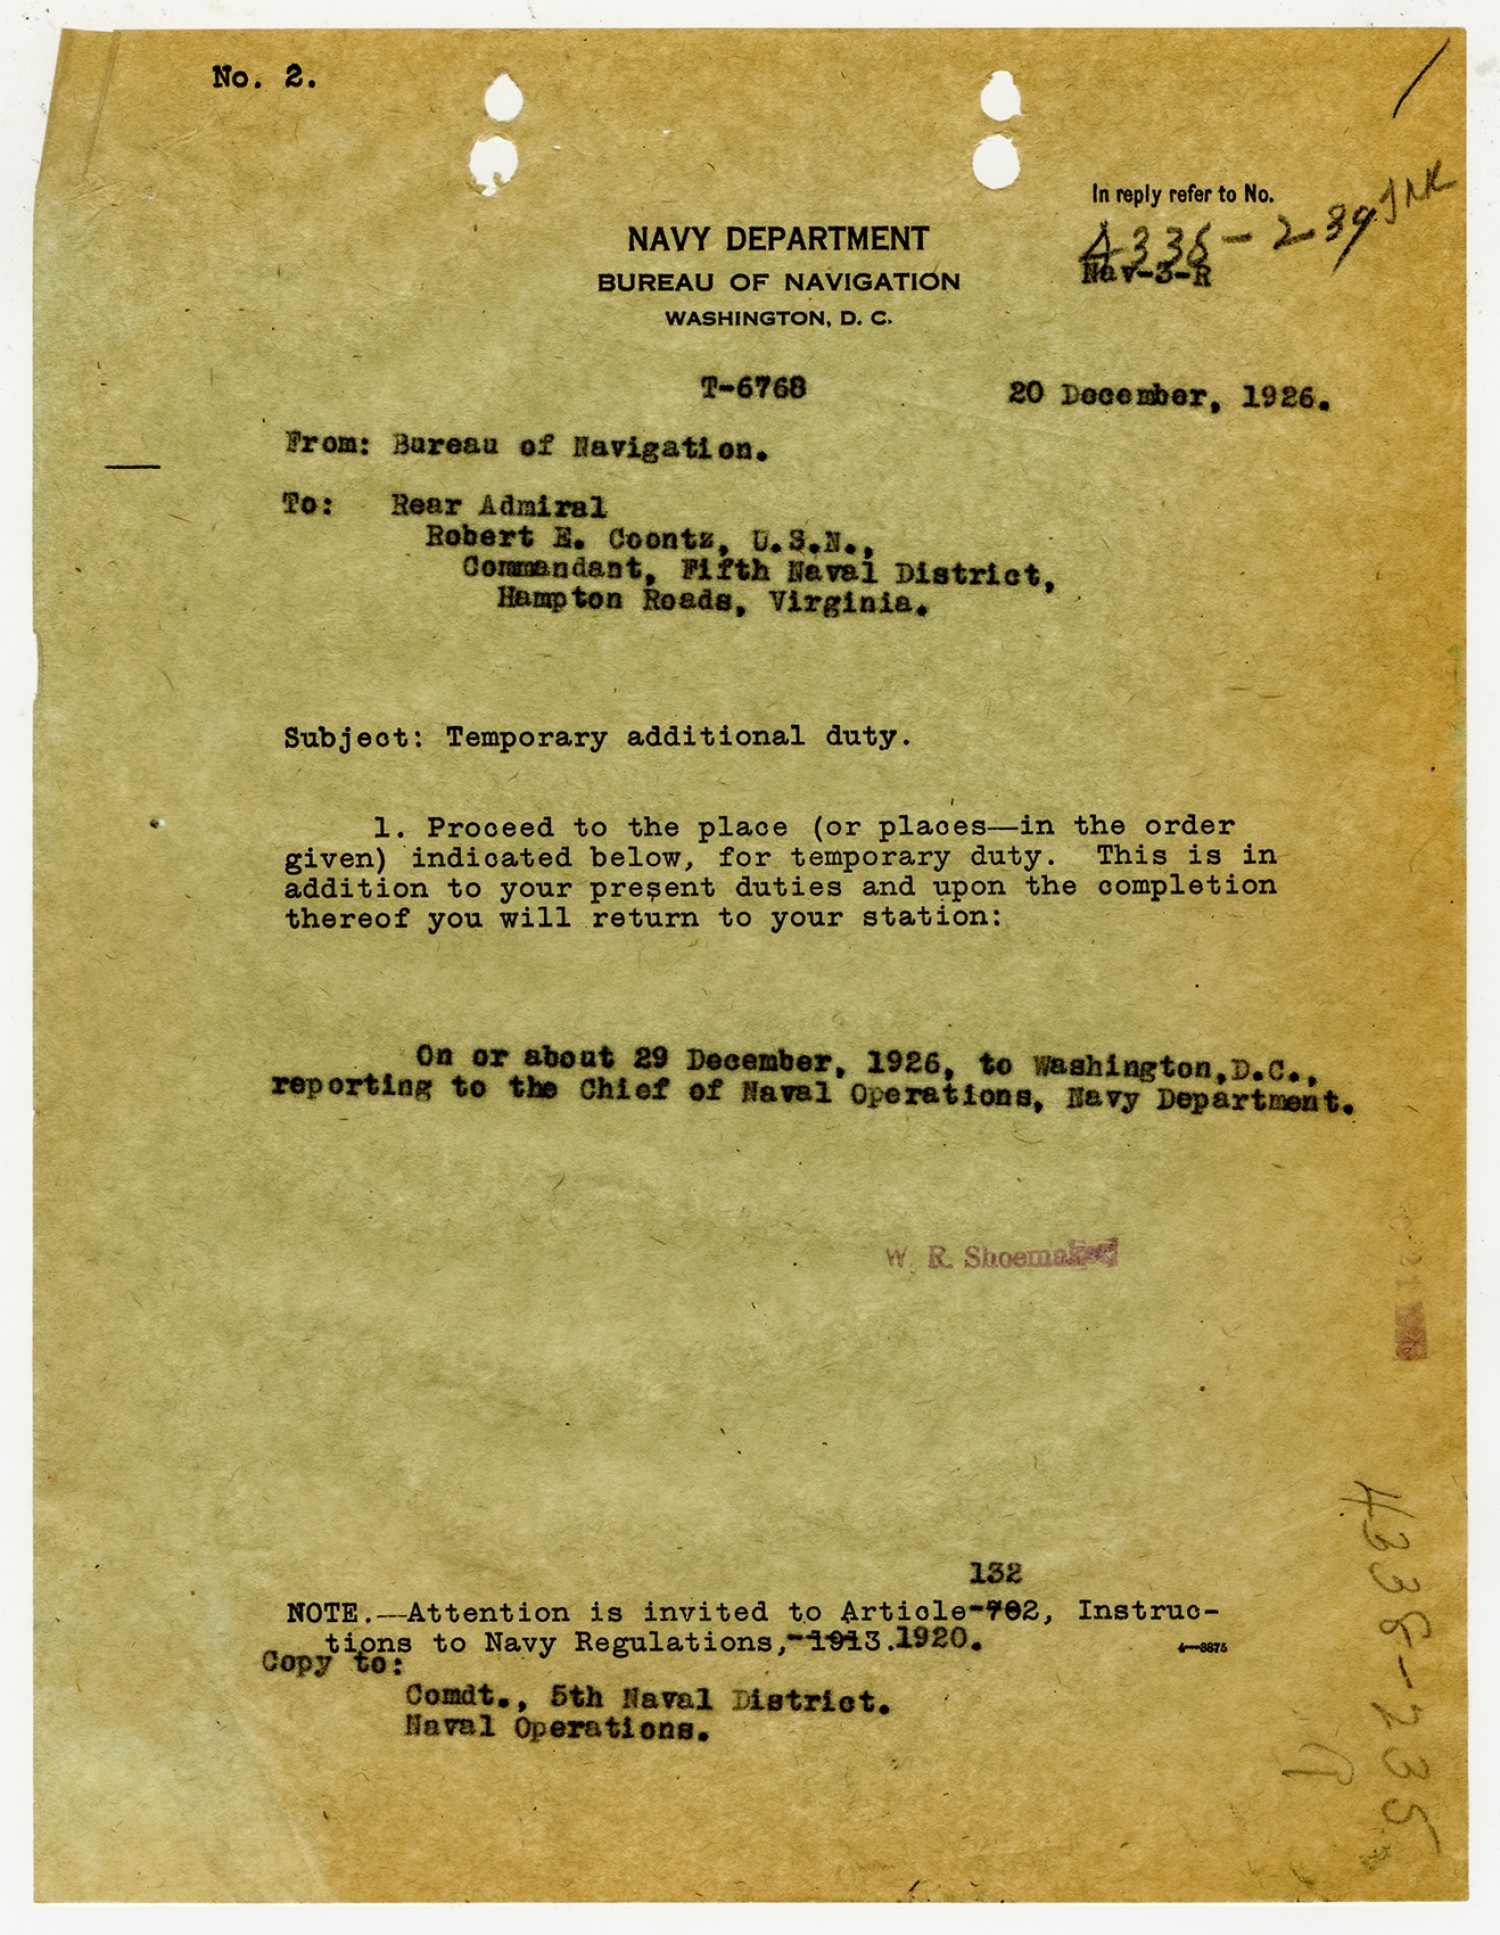 No. 2.
In reply refer to No.
4338-239
Nav-3-R
NAVY DEPARTMENT
BUREAU OF NAVIGATION
WASHINGTON, D. C.
T-6768
20 December, 1926.
From: Bureau of Navigation.
To: Rear Admiral
Robert E. Coontz, U.S.N.,
Commandant, Fifth Naval District,
Hampton Roads, Virginia.
Subject: Temporary additional duty.
1. Proceed to the place (or places—in the order
given) indicated below, for temporary duty. This is in
addition to your present duties and upon the completion
thereof you will return to your station:
On or about 29 December, 1926, to Washington,D.C.,
reporting to the Chief of Naval Operations, Navy Department.
W. R. Shoemaker
132
NOTE.—Attention is invited to Article-702, Instruc-
tions to Navy Regulations,-1913.1920.
4—8875
Copy to:
Comdt., 5th Naval District.
Naval Operations.
4338-235